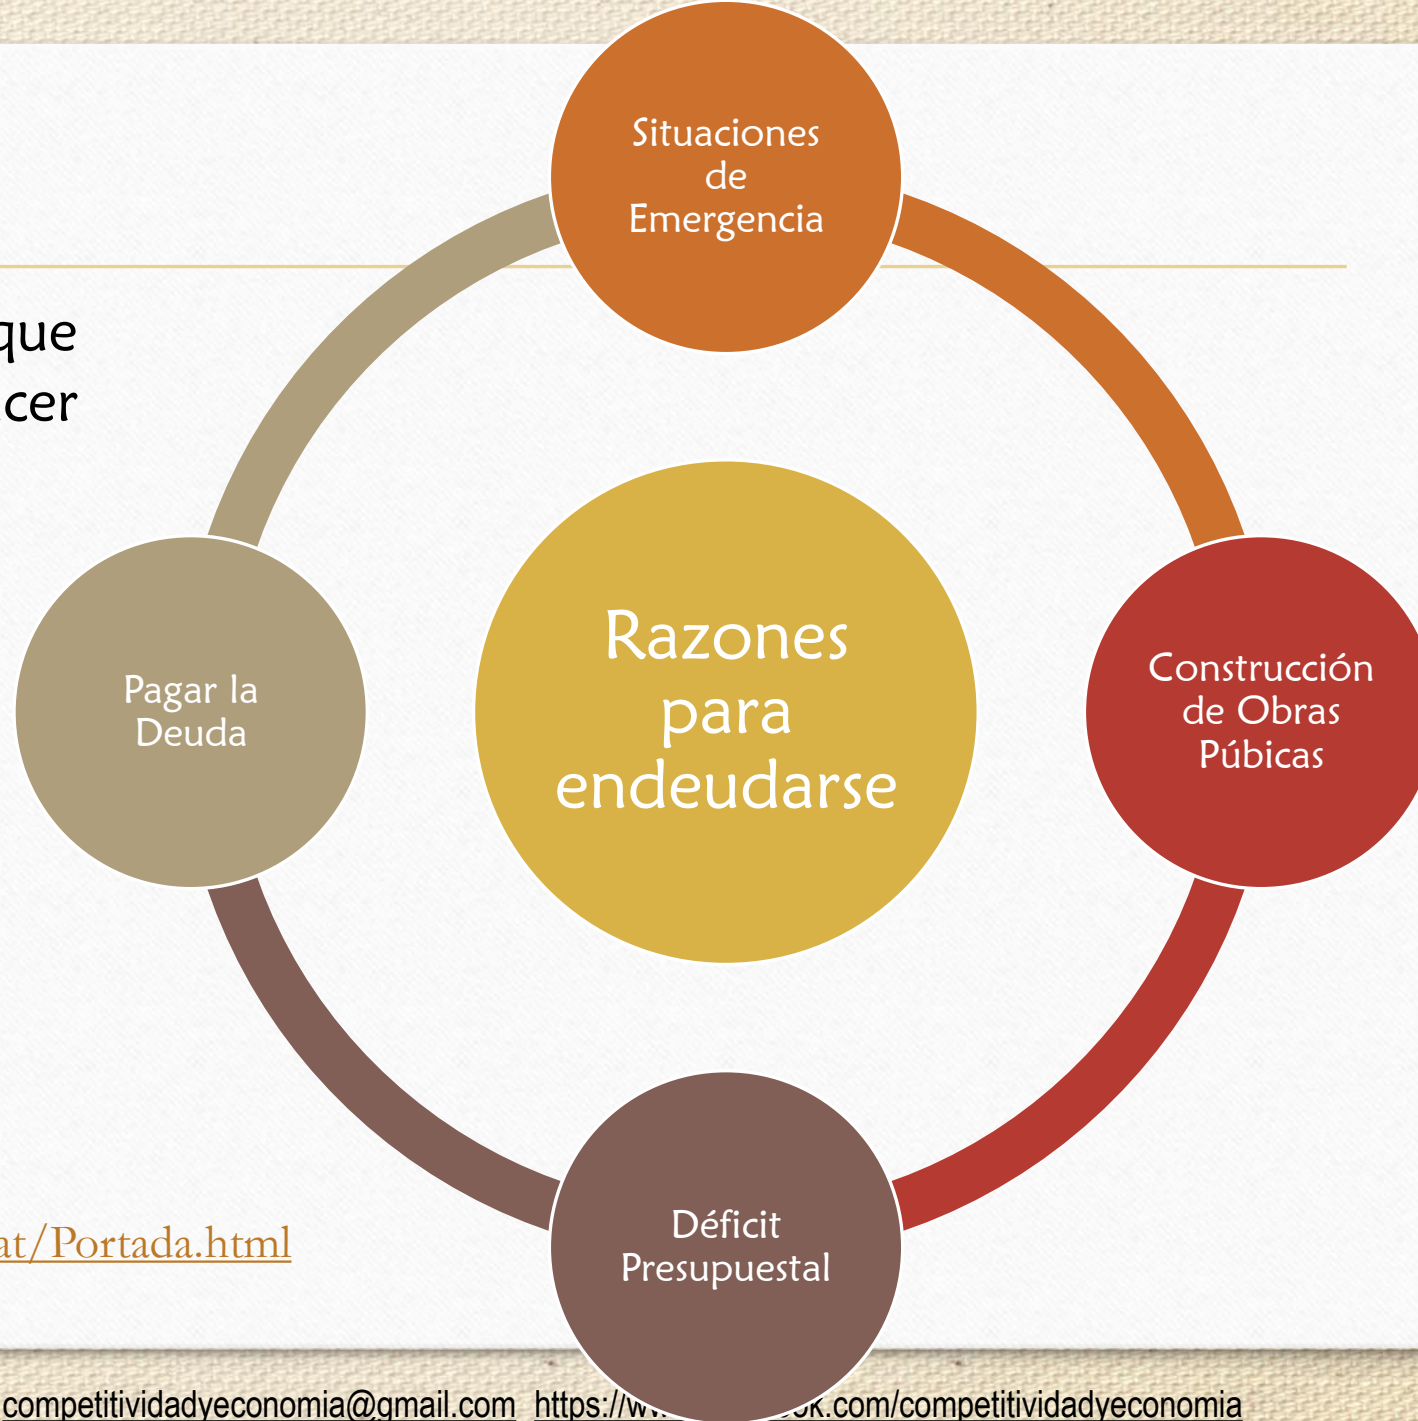 Situaciones
de
Emergencia
que
cer
Razones
para
endeudarse
Pagar la
Deuda
Construcción
de Obras
Púbicas
Déficit
Presupuestal
at/Portada.html
competitividadyeconomia@gmail.com https://w k.com/competitividadyeconomia